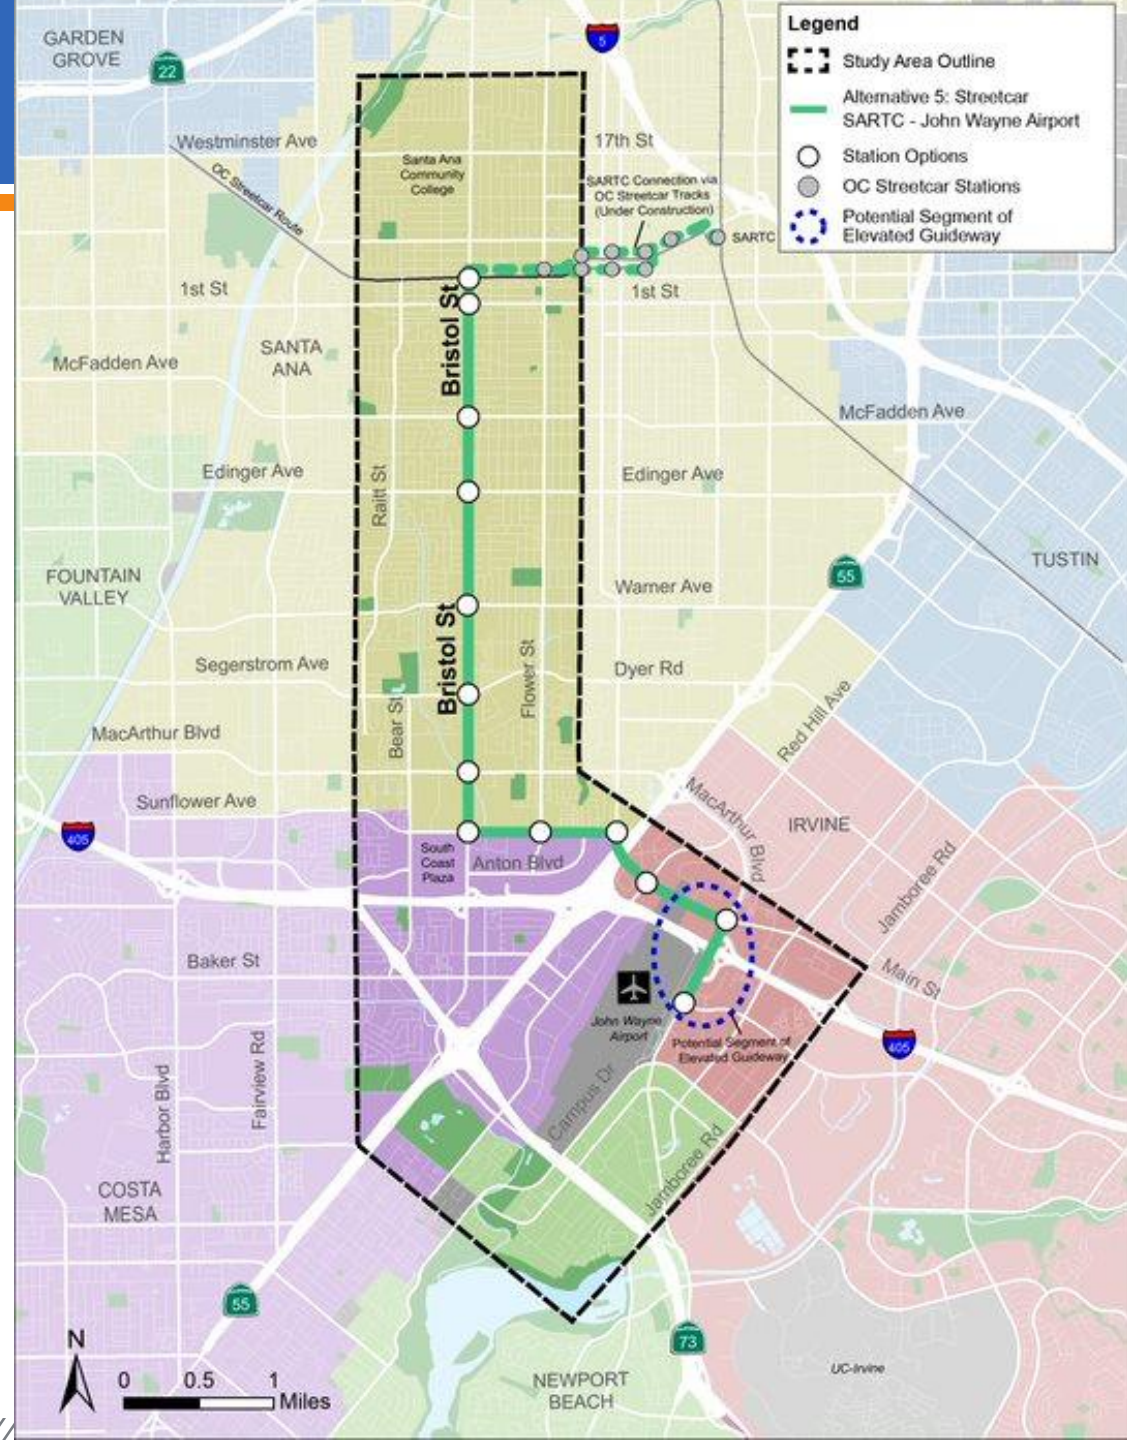 GARDEN
GROVE
22
5
Legend
Study Area Outline
Alternative 5: Streetcar
SARTC - John Wayne Airport
Station Options
OC Streetcar Stations
Potential Segment of
Elevated Guideway
Westminster Ave
17th St
OC Streetcar Route
Santa Ana
Community
College
SARTC Connection via
OC Streetcar Tracks
(Under Construction)
SARTC
1st St
1st St
Bristol St
SANTA
ANA
McFadden Ave
McFadden Ave
Edinger Ave
Edinger Ave
Raitt St
FOUNTAIN
VALLEY
Warner Ave
55
TUSTIN
Bristol St
Segerstrom Ave
Flower St
Dyer Rd
Bear St
Red Hill Ave
MacArthur Blvd
MacArthur Blvd
Sunflower Ave
IRVINE
405
South
Coast
Plaza
Anton Blvd
Jamboree Rd
Baker St
Main St
John Wayne
Airport
Potential Segment of
Elevated Guideway
405
Harbor Blvd
Fairview Rd
Campus Dr
Jamboree Rd
COSTA
MESA
55
73
N
0 0.5 1
Miles
NEWPORT
BEACH
UC-Irvine